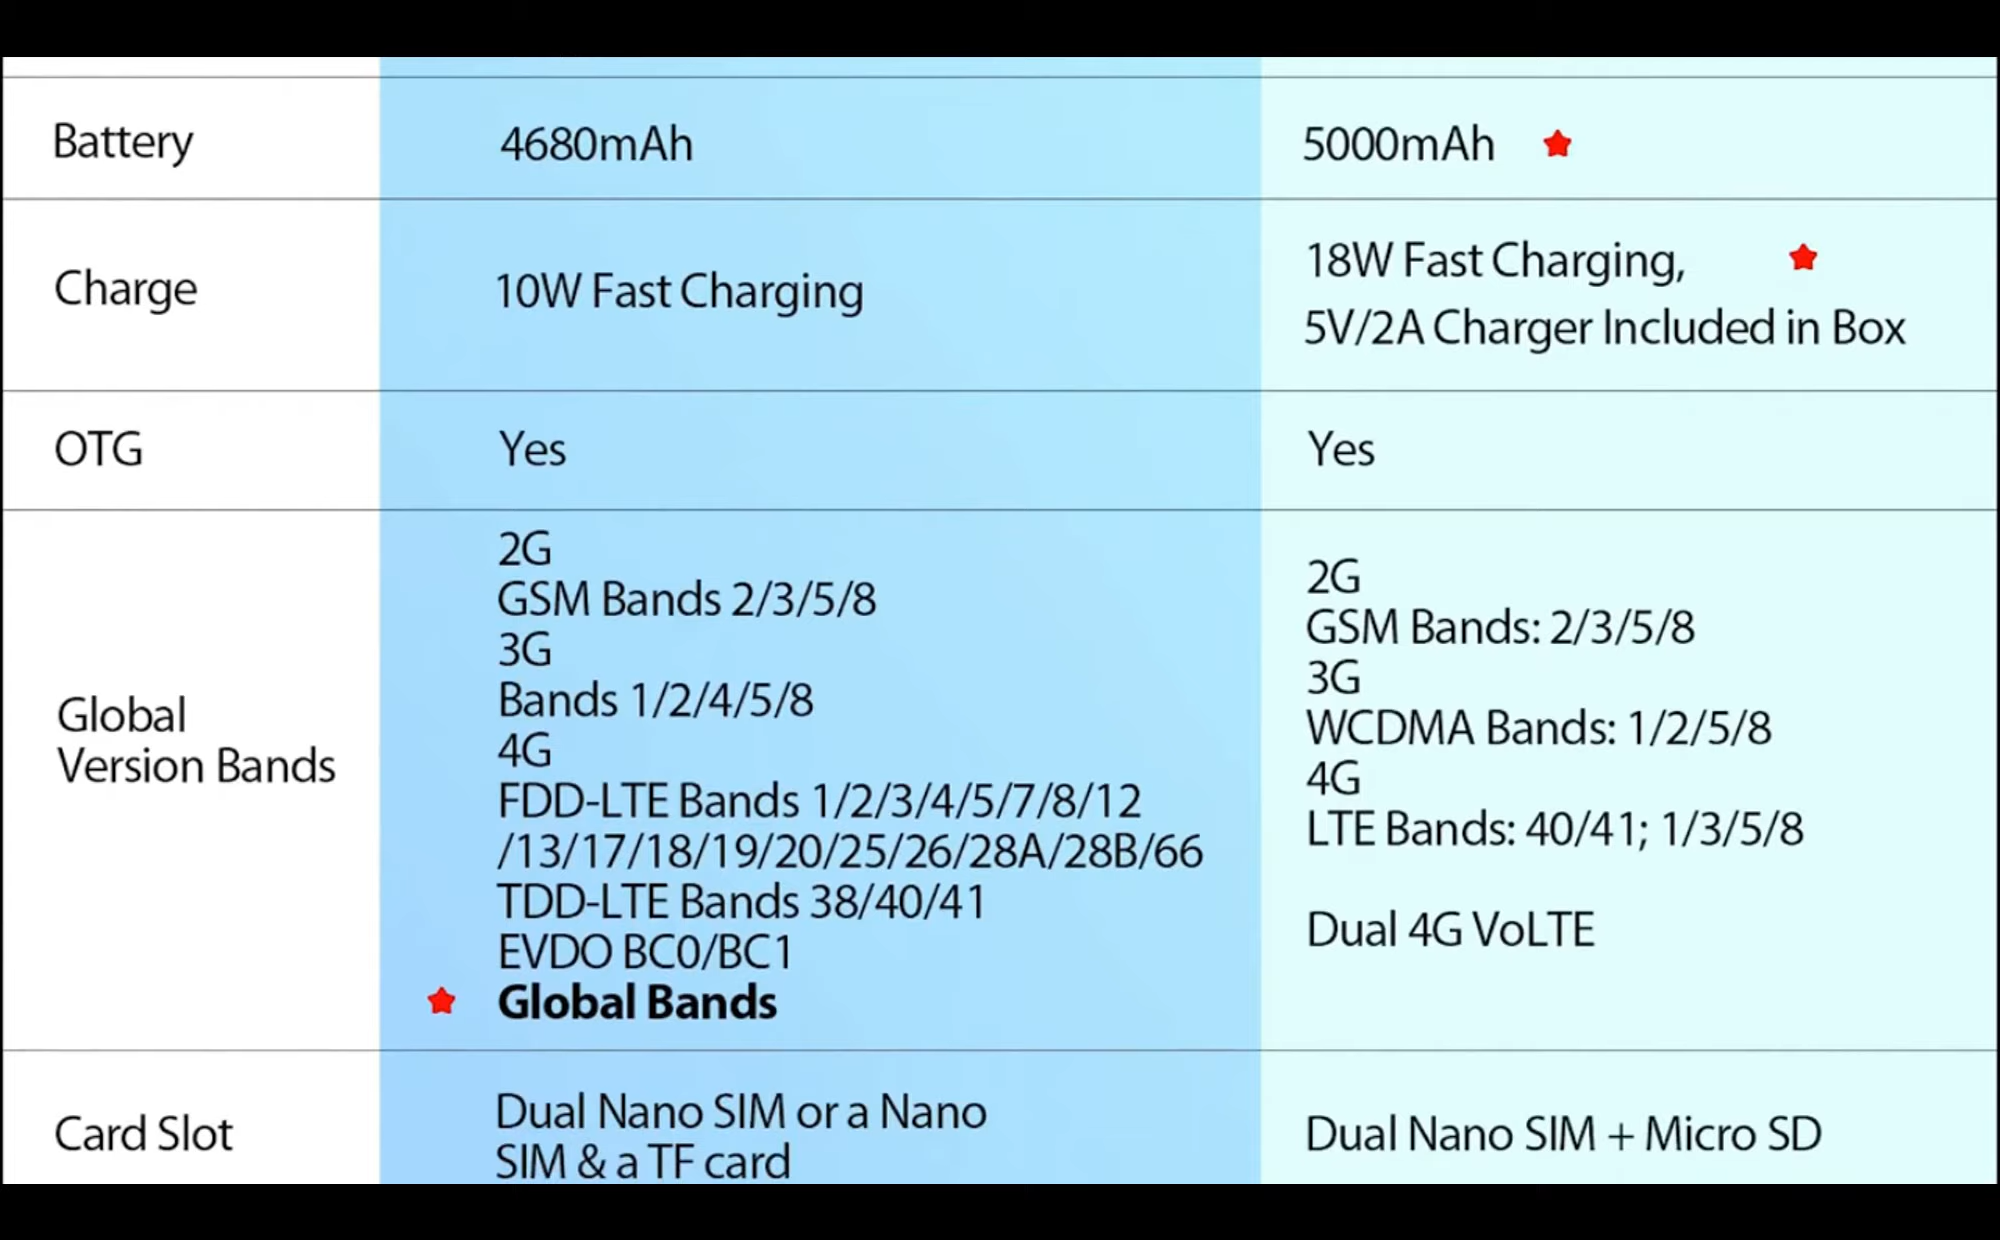 Battery
4680mAh
5000mAh
Charge
10W Fast Charging
18W Fast Charging,
5V/2A Charger Included in Box
OTG
Yes
Yes
Global
Version Bands
2G
GSM Bands 2/3/5/8
3G
Bands 1/2/4/5/8
4G
FDD-LTE Bands 1/2/3/4/5/7/8/12
/13/17/18/19/20/25/26/28A/28B/66
TDD-LTE Bands 38/40/41
EVDO BC0/BC1
Global Bands
2G
GSM Bands: 2/3/5/8
3G
WCDMA Bands: 1/2/5/8
4G
LTE Bands: 40/41; 1/3/5/8
Dual 4G VoLTE
Card Slot
Dual Nano SIM or a Nano
SIM & a TF card
Dual Nano SIM + Micro SD